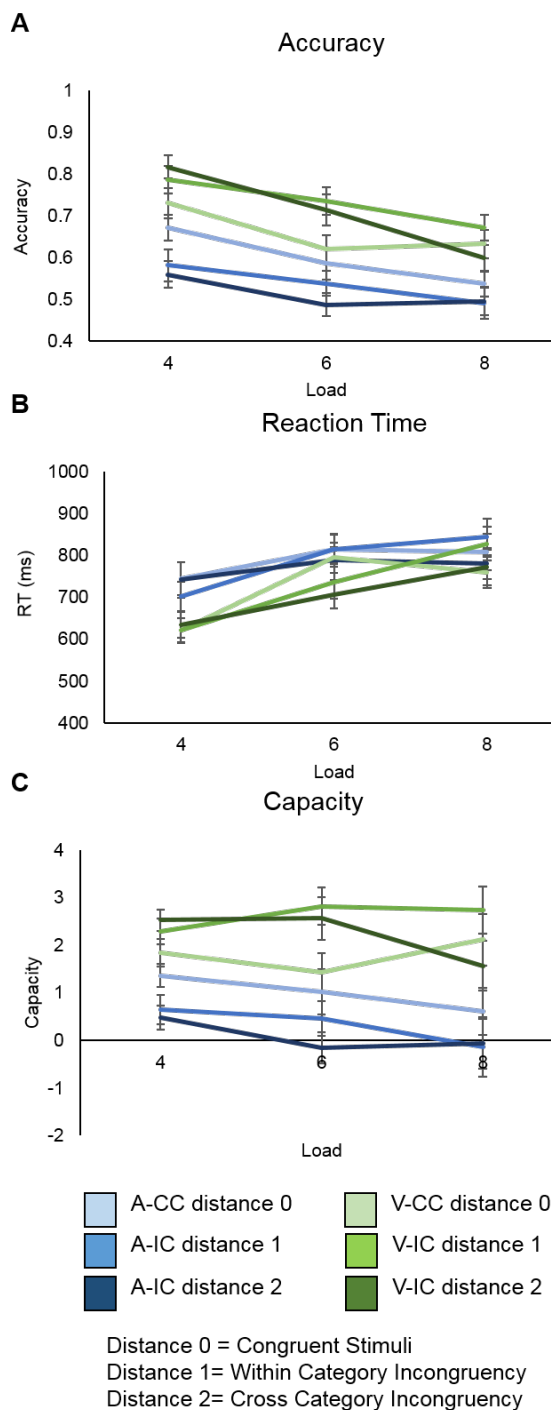 A
Accuracy
1
0.9
0.8
0.7
0.6
0.5
0.4
Accuracy
4 6 8
Load
B
Reaction Time
1000
900
800
700
600
500
400
RT (ms)
4 6 8
Load
C
Capacity
4
3
2
1
0
-1
-2
Capacity
4 6 8
Load
A-CC distance 0 V-CC distance 0
A-IC distance 1 V-IC distance 1
A-IC distance 2 V-IC distance 2
Distance 0 = Congruent Stimuli
Distance 1= Within Category Incongruency
Distance 2= Cross Category Incongruency